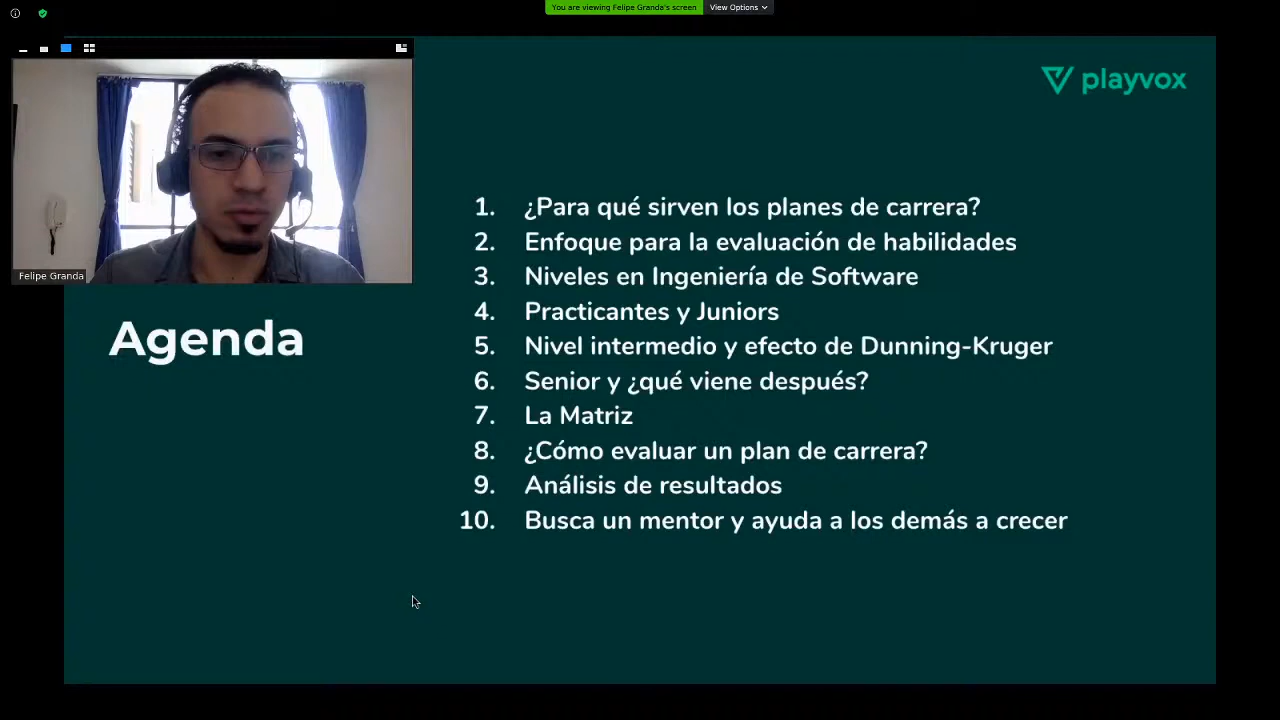 You are viewing Felipe Granda's screen
View Options
playvox
Felipe Granda
Agenda
1. ¿Para qué sirven los planes de carrera?
2. Enfoque para la evaluación de habilidades
3. Niveles en Ingeniería de Software
4. Practicantes y Juniors
5. Nivel intermedio y efecto de Dunning-Kruger
6. Senior y ¿qué viene después?
7. La Matriz
8. ¿Cómo evaluar un plan de carrera?
9. Análisis de resultados
10. Busca un mentor y ayuda a los demás a crecer